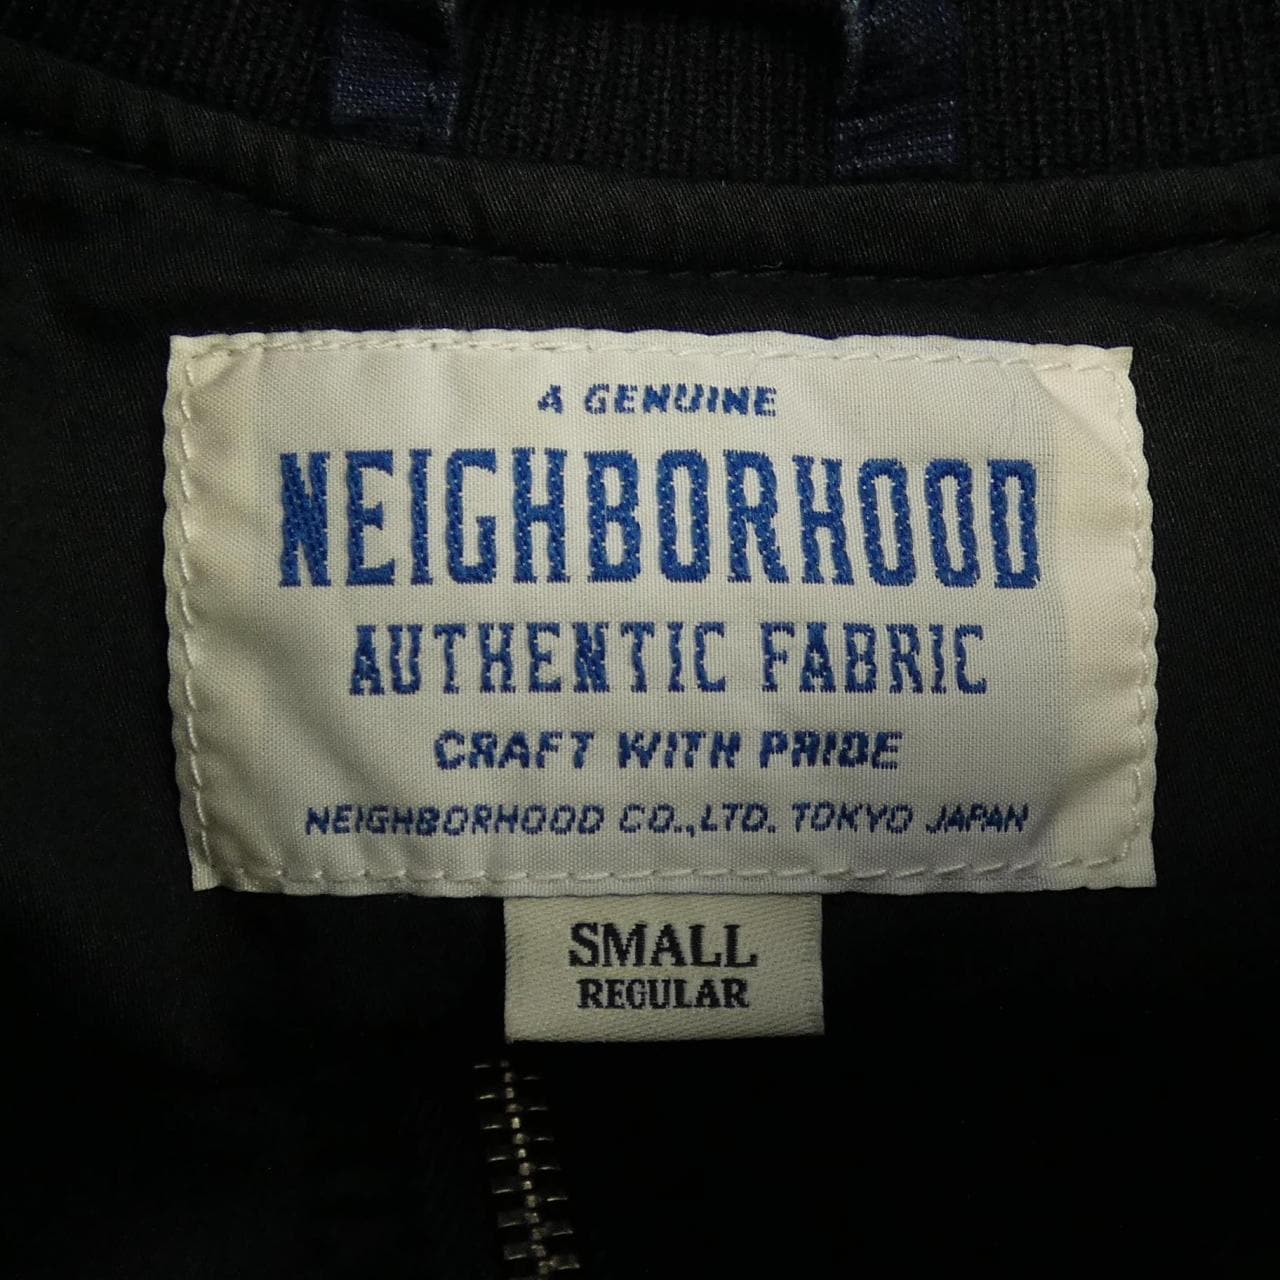 A GENUINE
NEIGHBORHOOD
AUTHENTIC FABRIC
CRAFT WITH PRIDE
NEIGHBORHOOD CO.,LTD. TOKYO JAPAN
SMALL
REGULAR